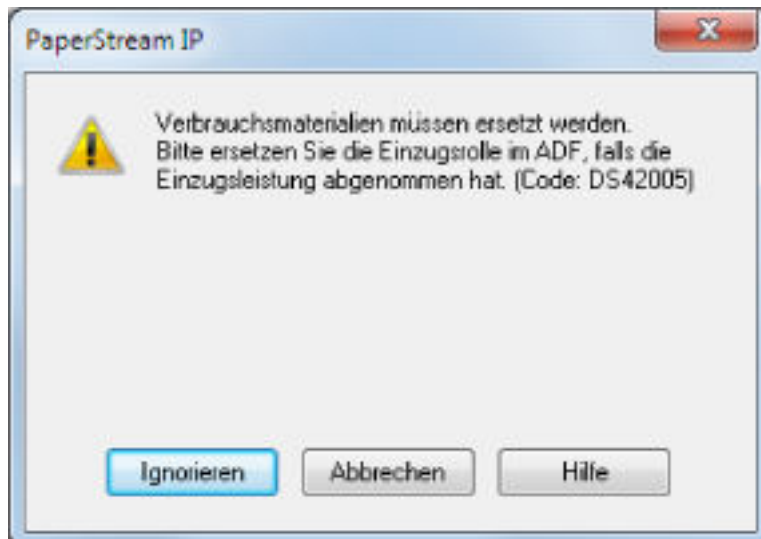 PaperStream IP
Verbrauchsmaterialien müssen ersetzt werden.
Bitte ersetzen Sie die Einzugsrolle im ADF, falls die
Einzugsleistung abgenommen hat. (Code: DS42005)
Ignorieren Abbrechen Hilfe